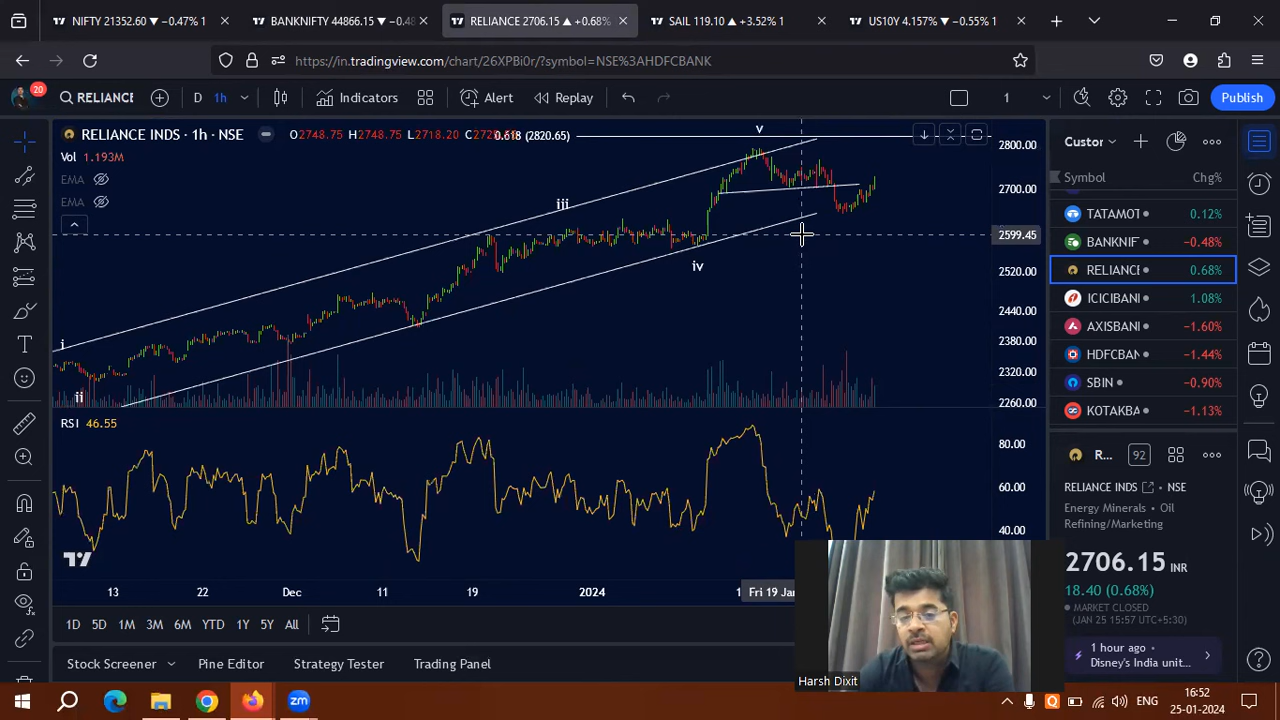 NIFTY 21352.60 ▼ −0.47% 1
BANKNIFTY 44866.15 ▼ -0.48
RELIANCE 2706.15 ▲ +0.68%
SAIL 119.10 ▲ +3.52% 1
US10Y 4.157% ▼ −0.55% 1
https://in.tradingview.com/chart/26XPBi0r/?symbol=NSE%3AHDFCBANK
20
RELIANCE
D
1h
Indicators
Alert
Replay
1
Publish
RELIANCE INDS · 1h · NSE
O2748.75 H2748.75 L2718.20
0.618 (2820.65)
Vol 1.193M
EMA
EMA
i
ii
iii
iv
v
2800.00
2700.00
2599.45
2520.00
2440.00
2380.00
2320.00
2260.00
RSI 46.55
80.00
60.00
40.00
13
22
Dec
11
19
2024
Fri 19 Jan
1D
5D
1M
3M
6M
YTD
1Y
5Y
All
Stock Screener
Pine Editor
Strategy Tester
Trading Panel
Custor
Symbol
Chg%
TATAMOT 0.12%
BANKNIF −0.48%
RELIANCE 0.68%
ICICIBANI 1.08%
AXISBAN −1.60%
HDFCBAN −1.44%
SBIN −0.90%
KOTAKBA −1.13%
R...
92
RELIANCE INDS · NSE
Energy Minerals • Oil
Refining/Marketing
2706.15 INR
18.40 (0.68%)
MARKET CLOSED
(JAN 25 15:57 UTC+5:30)
1 hour ago
Disney's India unit...
Harsh Dixit
zm
ENG
16:52
25-01-2024